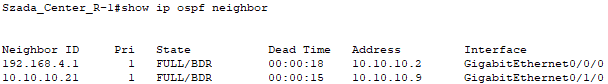 Szada_Center_R-1#show ip ospf neighbor
Neighbor ID Pri State Dead Time Address Interface
192.168.4.1 1 FULL/BDR 00:00:18 10.10.10.2 GigabitEthernet0/0/0
10.10.10.21 1 FULL/BDR 00:00:15 10.10.10.9 GigabitEthernet0/1/0